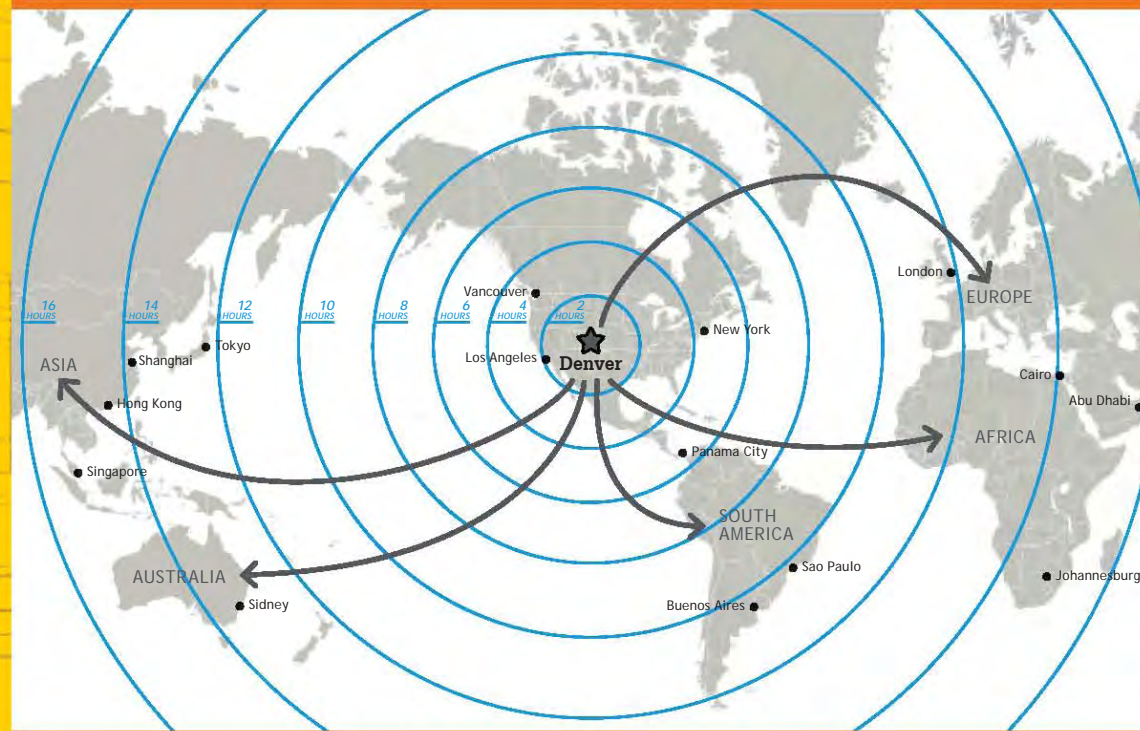 Vancouver
London
EUROPE
16
HOURS
14
HOURS
12
HOURS
10
HOURS
8
HOURS
6
HOURS
4
HOURS
2
HOURS
New York
Tokyo
Shanghai
ASIA
Los Angeles
Denver
Cairo
Hong Kong
Abu Dhabi
AFRICA
Panama City
Singapore
SOUTH
AMERICA
Sao Paulo
AUSTRALIA
Johannesburg
Sidney
Buenos Aires